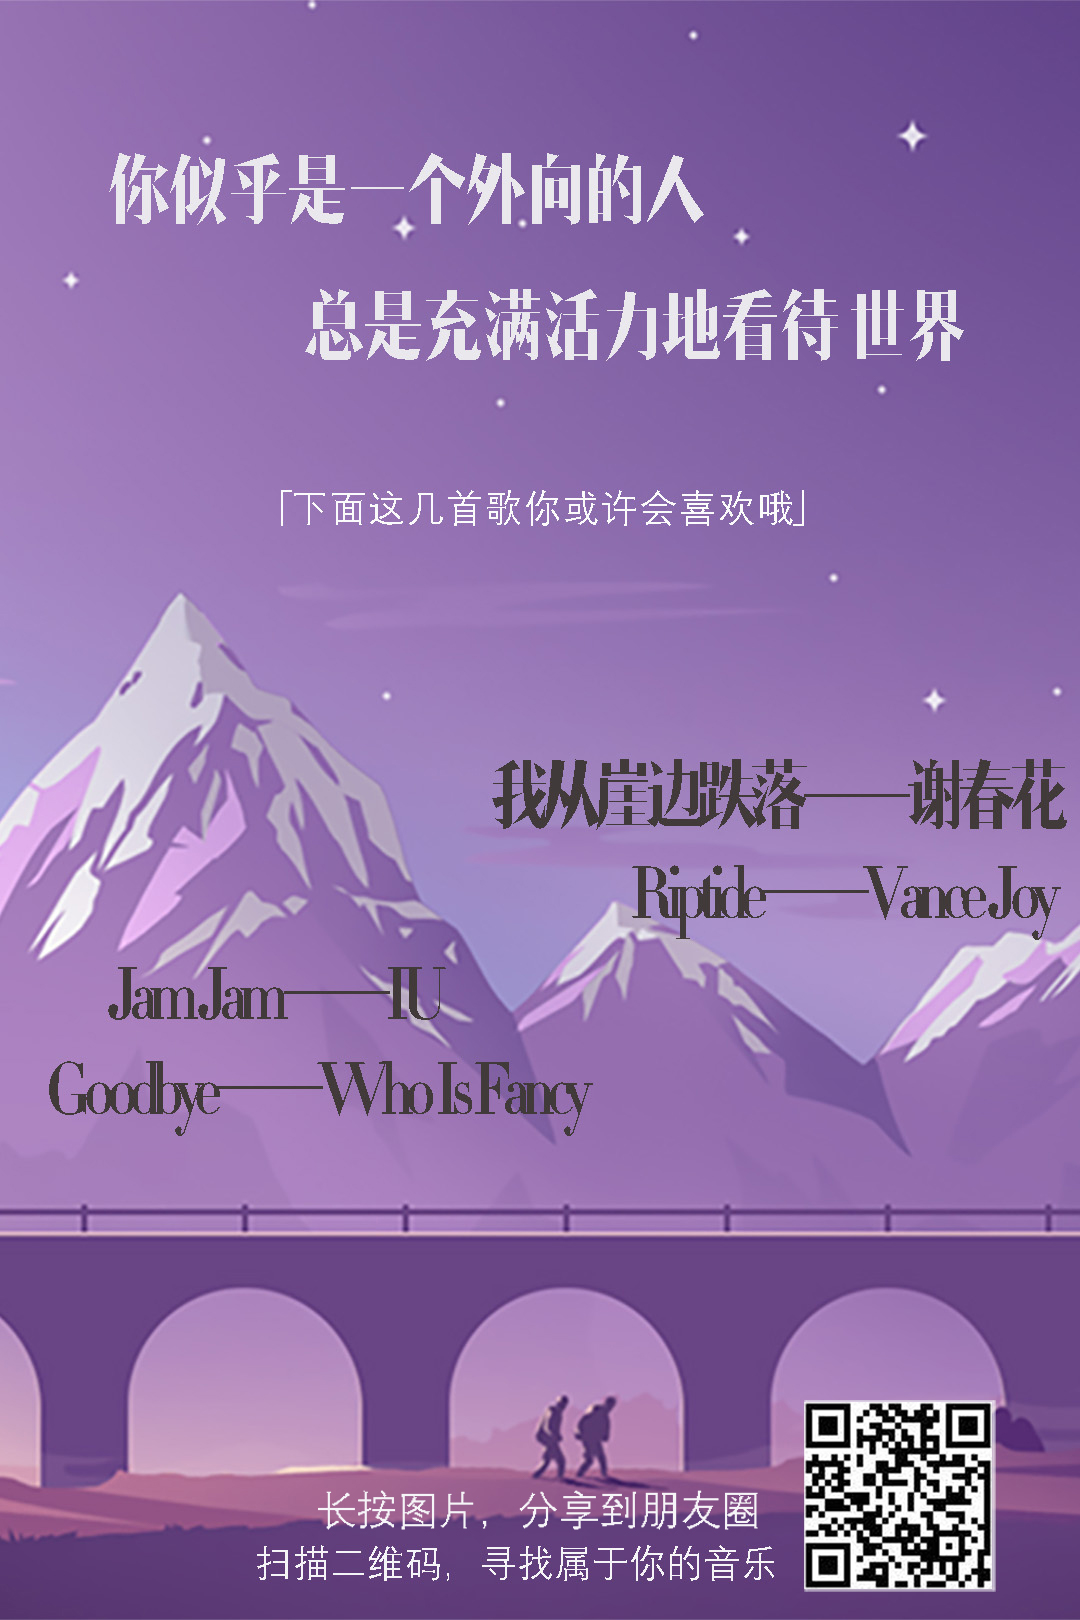 你似乎是一个外向的人
总是充满活力地看待世界
「下面这几首歌你或许会喜欢哦」
我从崖边跌落——谢春花
Riptide——Vance Joy
Jam Jam——IU
Goodbye——Who Is Fancy
长按图片，分享到朋友圈
扫描二维码，寻找属于你的音乐